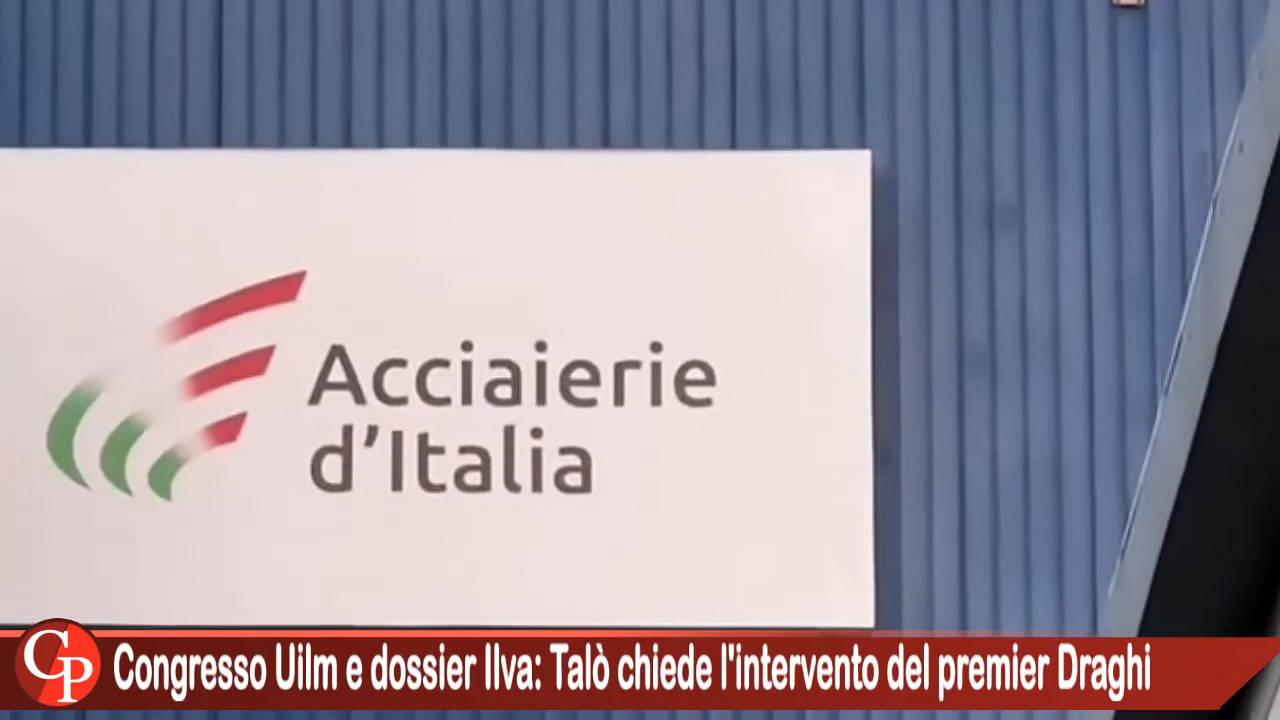 Acciaierie
d'Italia
CP Congresso Uilm e dossier Ilva: Talò chiede l'intervento del premier Draghi